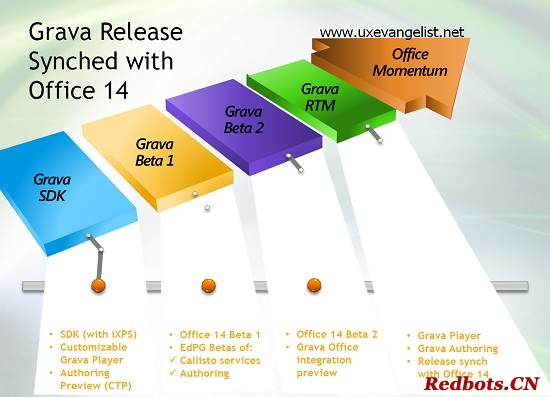 www.uxevangelist.net
Grava Release
Synched with
Office 14
Office
Momentum
Grava
RTM
Grava
Beta 2
Grava
Beta 1
Grava
SDK
• SDK (with iXPS)
• Customizable
Grava Player
• Authoring
Preview (CTP)
• Office 14 Beta 1
• EdPG Betas of:
✓ Callisto services
✓ Authoring
• Office 14 Beta 2
• Grava Office
integration
preview
• Grava Player
• Grava Authoring
• Release synch
with Office 14
Redbots.CN